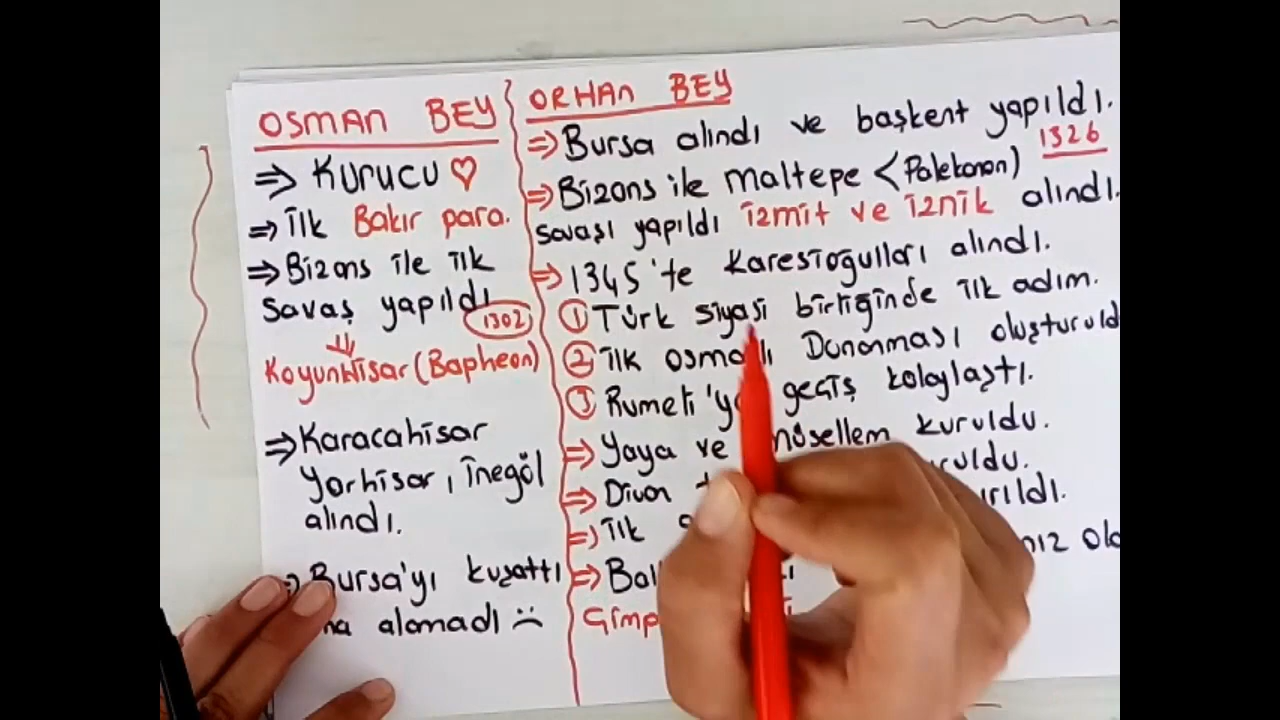 OSMAN BEY
⇒ Kurucu ♡
⇒ İlk Bakır para.
⇒ Bizans ile ilk
savaş yapıldı
1302
Koyunhisar (Bapheon)
⇒ Karacahisar
Yarhisar, İnegöl
alındı.
Bursa'yı kuşattı
alamadı :(
ORHAN BEY
⇒ Bursa alındı ve başkent yapıldı.
1326
⇒ Bizans ile Maltepe < (Palekanon)
savaşı yapıldı İzmit ve İznik alındı.
⇒ 1345'te Karesioğulları alındı.
① Türk siyasi birliğinde ilk adım.
② İlk Osmanlı Donanması
③ Rumeli'ye geçiş kolaylaştı.
⇒ Yaya ve müsellem kuruldu.
⇒ Divan kuruldu.
⇒ İlk
⇒